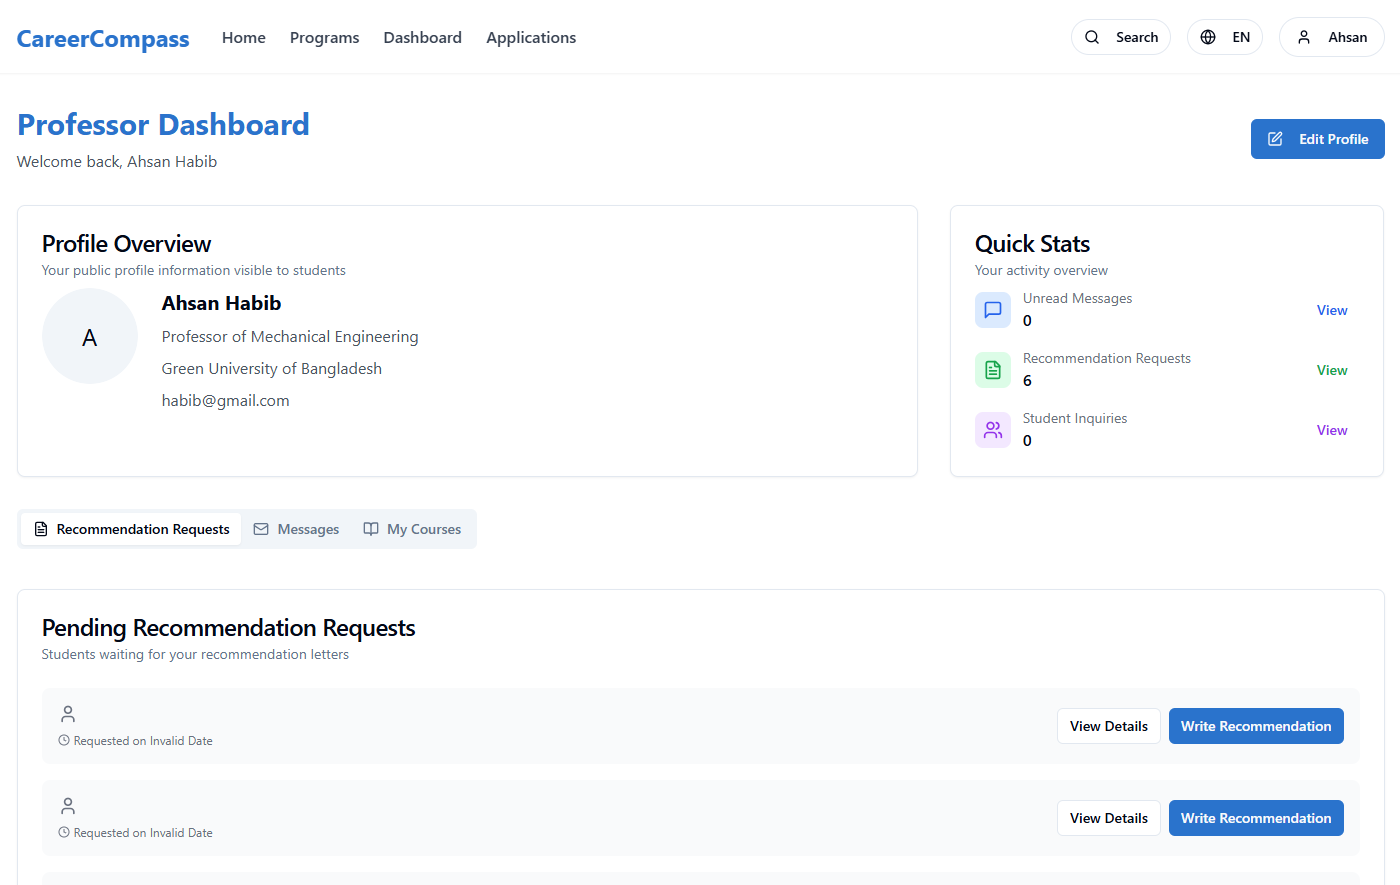 CareerCompass Home Programs Dashboard Applications Search EN Ahsan
Professor Dashboard
Welcome back, Ahsan Habib
Edit Profile
Profile Overview
Your public profile information visible to students
A
Ahsan Habib
Professor of Mechanical Engineering
Green University of Bangladesh
habib@gmail.com
Quick Stats
Your activity overview
Unread Messages
0
View
Recommendation Requests
6
View
Student Inquiries
0
View
Recommendation Requests Messages My Courses
Pending Recommendation Requests
Students waiting for your recommendation letters
Requested on Invalid Date
View Details Write Recommendation
Requested on Invalid Date
View Details Write Recommendation